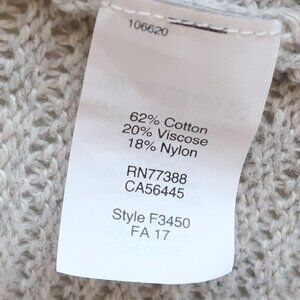 106620
62% Cotton
20% Viscose
18% Nylon
RN77388
CA56445
Style F3450
FA 17